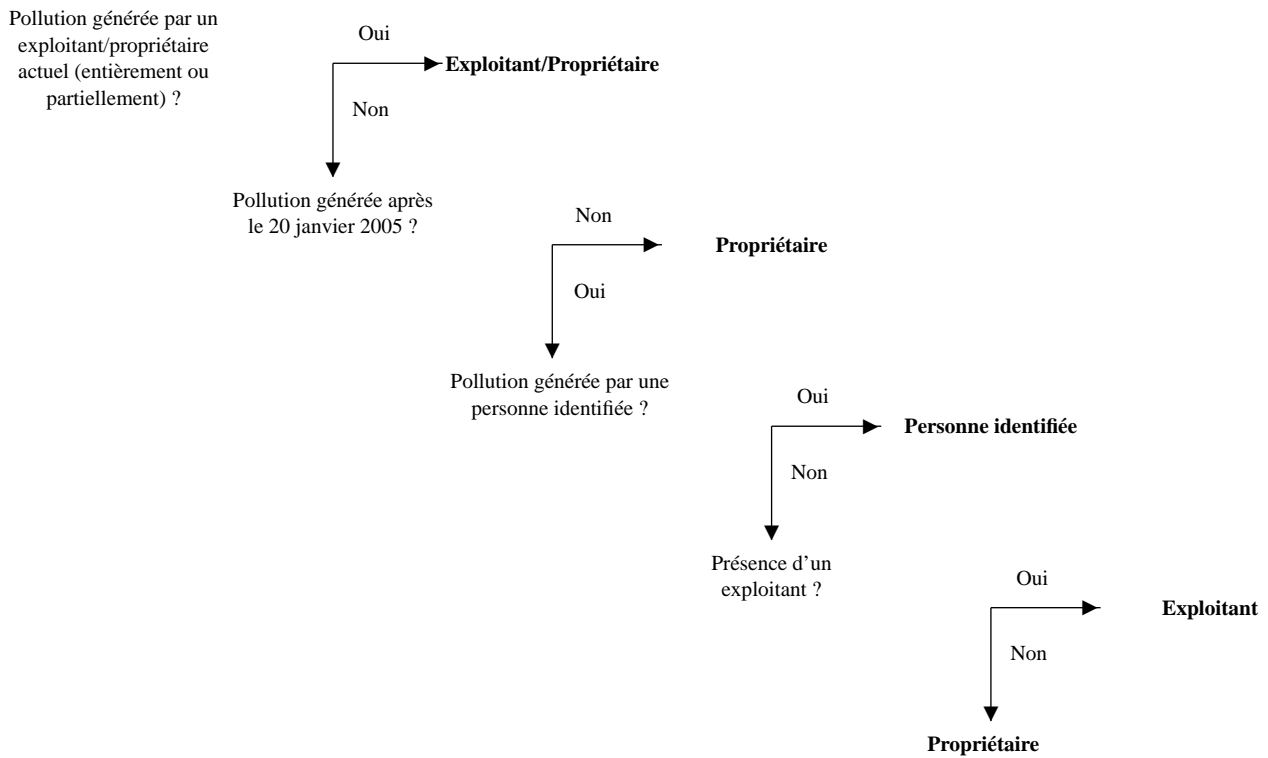 Pollution générée par un
exploitant/propriétaire
actuel (entièrement ou
partiellement) ?
Oui
Exploitant/Propriétaire
Non
Pollution générée après
le 20 janvier 2005 ?
Non
Propriétaire
Oui
Pollution générée par une
personne identifiée ?
Oui
Personne identifiée
Non
Présence d’un
exploitant ?
Oui
Exploitant
Non
Propriétaire